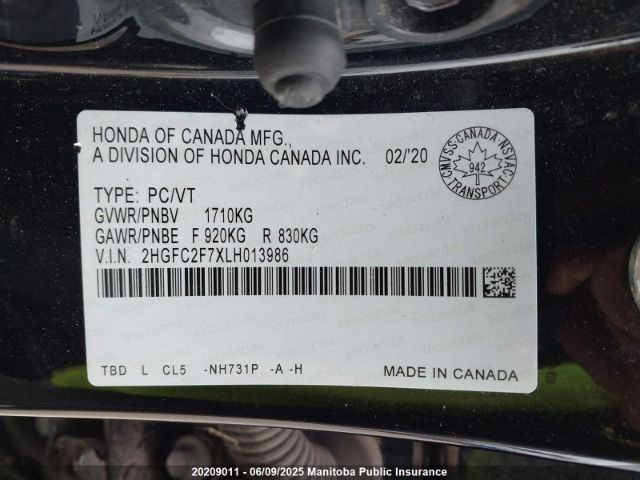 HONDA OF CANADA MFG.,
A DIVISION OF HONDA CANADA INC. 02/'20
CMVSS CANADA NSVAC
942
TRANSPORT
TYPE: PC/VT
GVWR/PNBV 1710KG
GAWR/PNBE F 920KG R 830KG
V.I.N. 2HGFC2F7XLH013986
TBD L CL5 -NH731P -A -H
MADE IN CANADA
20209011 - 06/09/2025 Manitoba Public Insurance